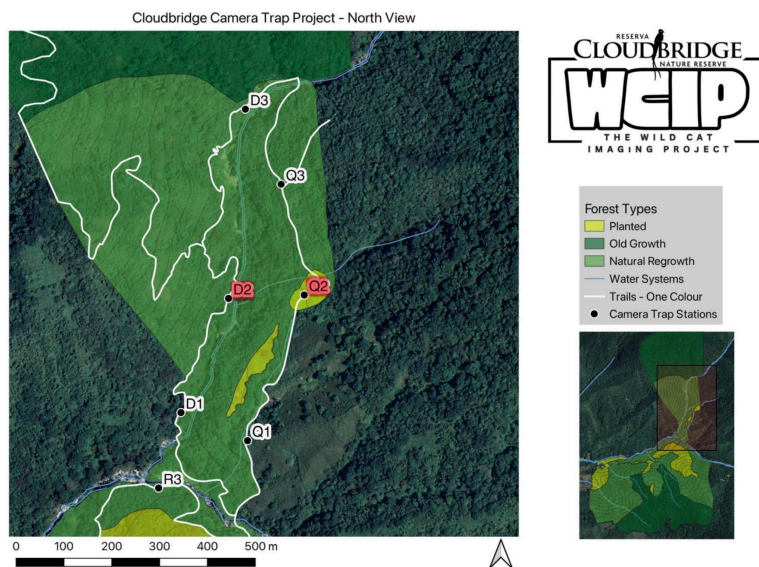 Cloudbridge Camera Trap Project - North View
D3
Q3
D2
Q2
D1
Q1
R3
0 100 200 300 400 500 m
RESERVA
CLOUDBRIDGE
NATURE RESERVE
WCIP
THE WILD CAT
IMAGING PROJECT
Forest Types
Planted
Old Growth
Natural Regrowth
Water Systems
Trails - One Colour
Camera Trap Stations